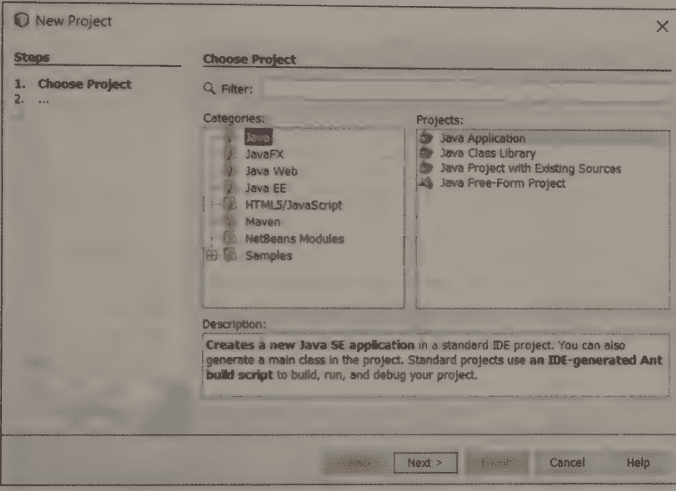 New Project
Steps
1. Choose Project
2. ...
Choose Project
Filter:
Categories:
Java
JavaFX
Java Web
Java EE
HTML5/JavaScript
Maven
NetBeans Modules
Samples
Projects:
Java Application
Java Class Library
Java Project with Existing Sources
Java Free-Form Project
Description:
Creates a new Java SE application in a standard IDE project. You can also
generate a main class in the project. Standard projects use an IDE-generated Ant
build script to build, run, and debug your project.
Next >
Cancel
Help